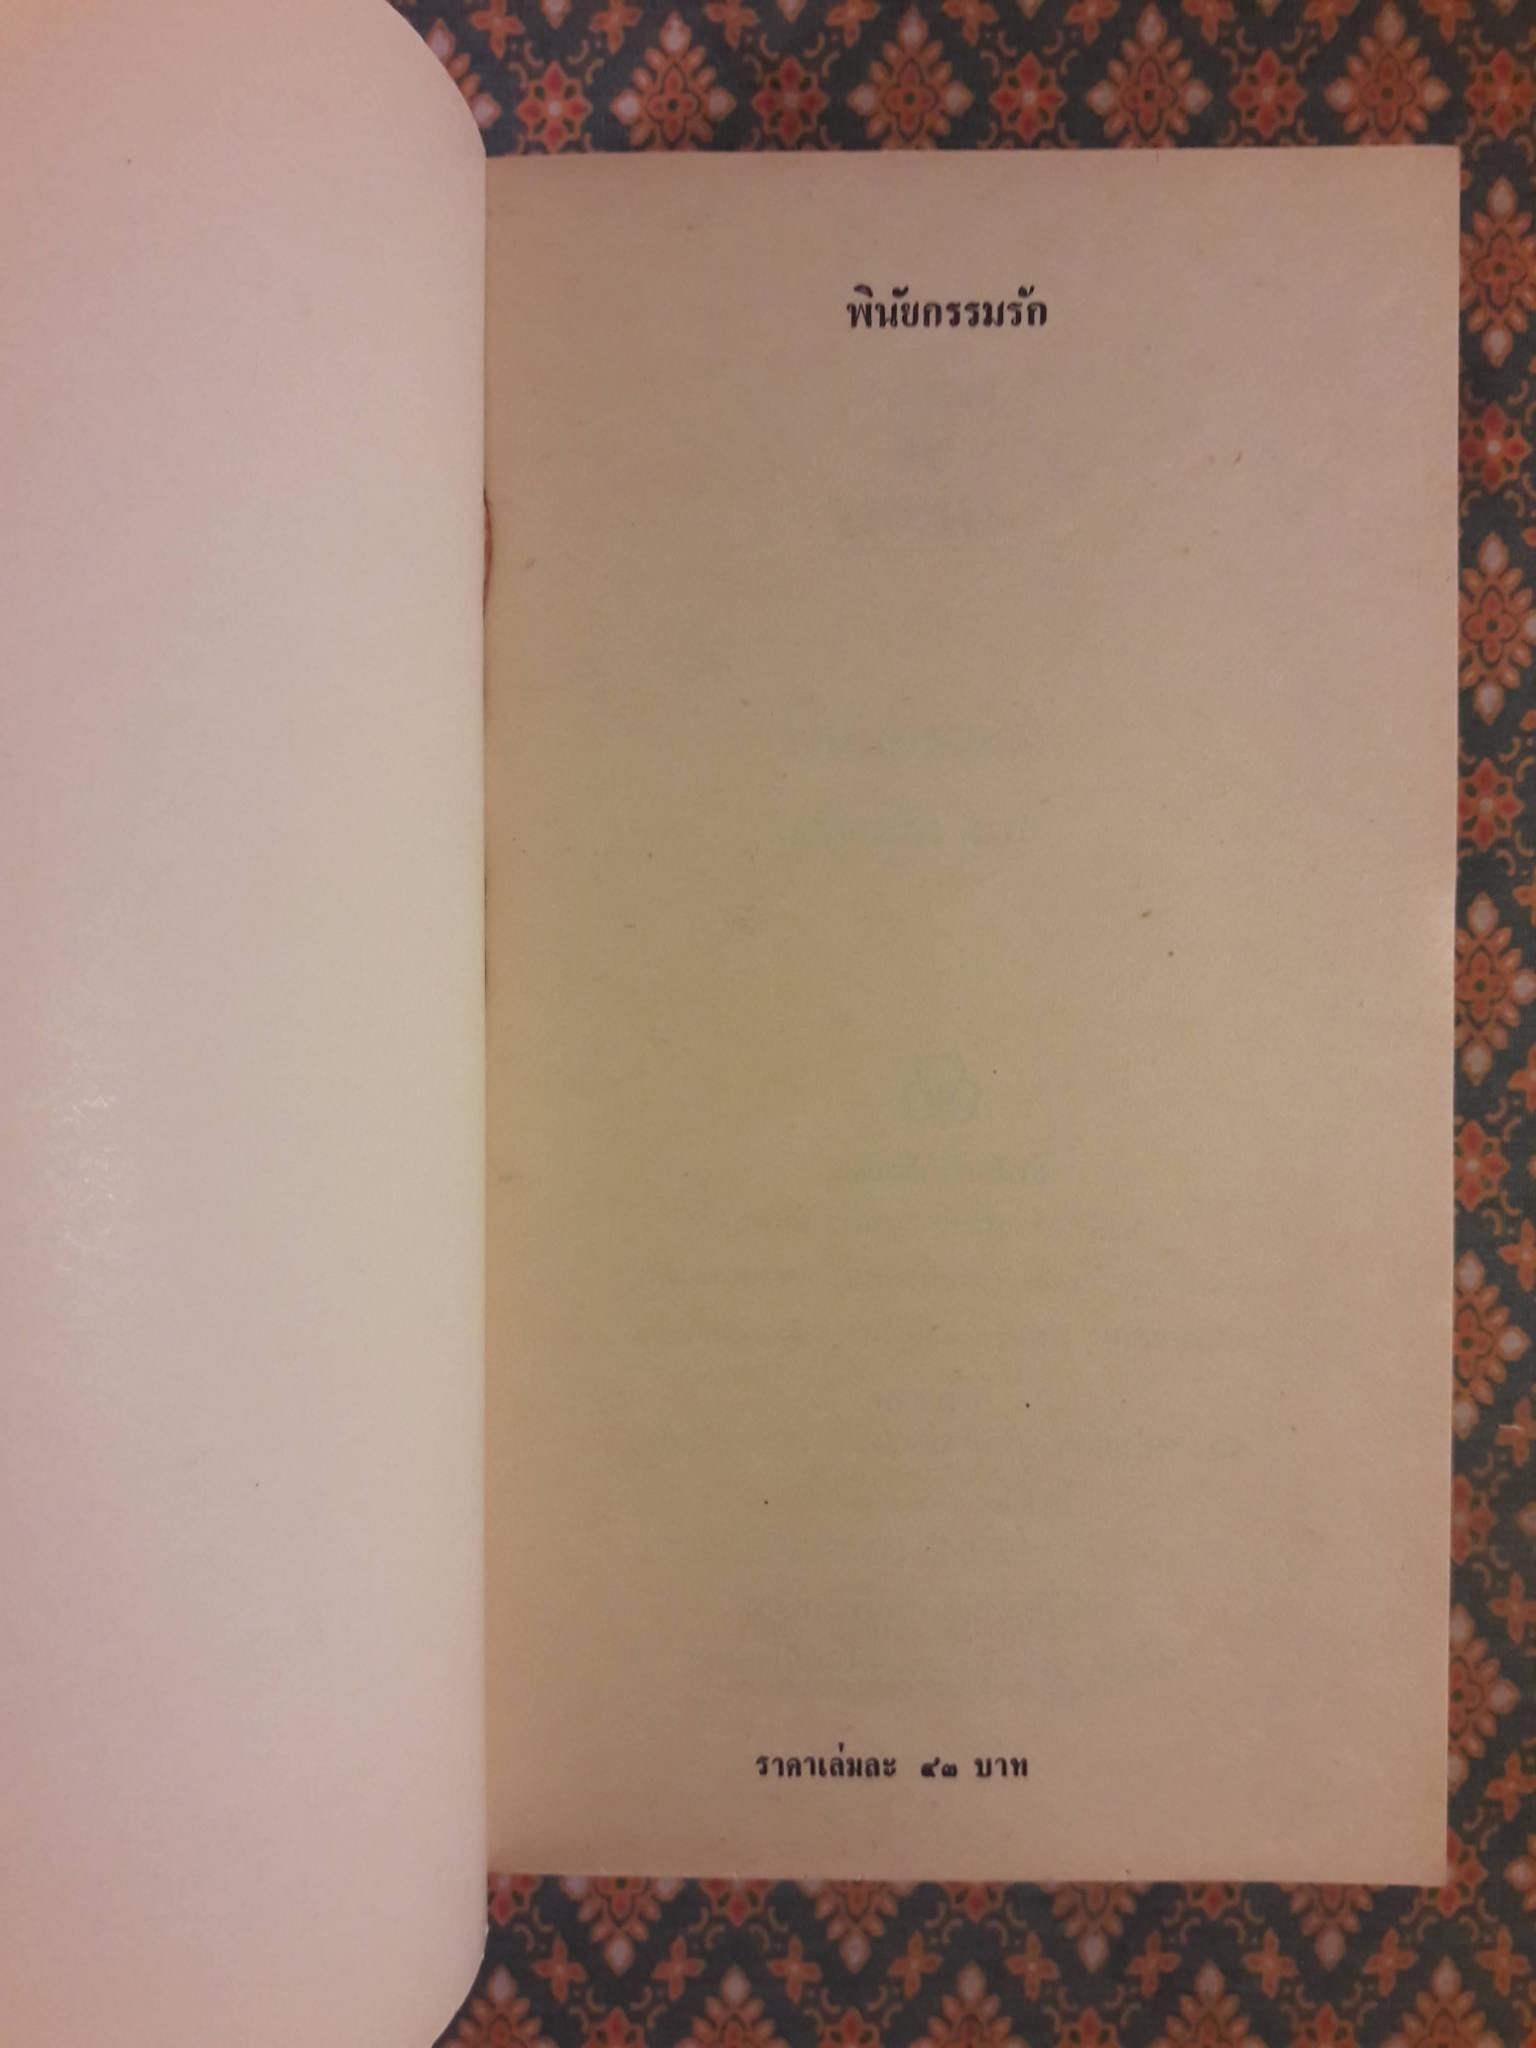 พินัยกรรมรัก
ราคาเล่มละ ๔๓ บาท